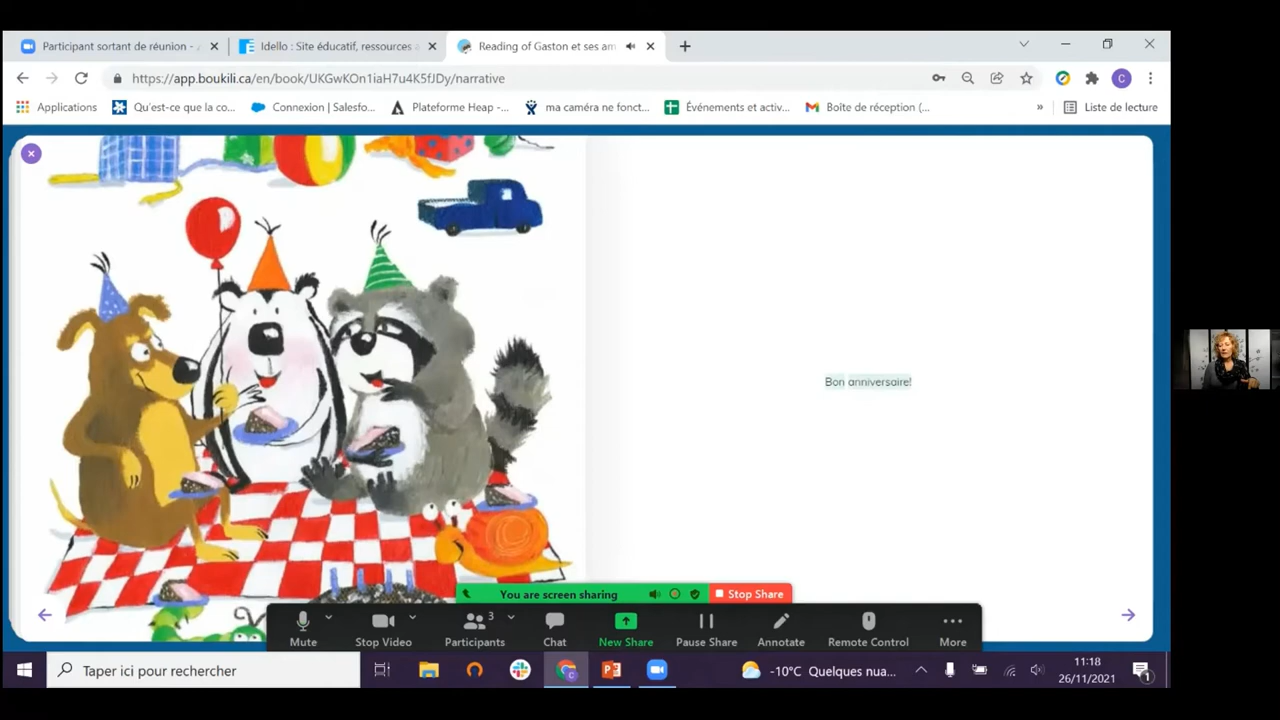 Participant sortant de réunion -
Idello : Site éducatif, ressources
Reading of Gaston et ses am
https://app.boukili.ca/en/book/UKGwKOn1iaH7u4K5fJDy/narrative
C
Applications
Qu'est-ce que la co...
Connexion | Salesfo...
Plateforme Heap -...
ma caméra ne fonct...
Événements et activ...
Boîte de réception (...
»
Liste de lecture
Bon anniversaire!
You are screen sharing
Stop Share
Mute
Stop Video
Participants
3
Chat
New Share
Pause Share
Annotate
Remote Control
More
Taper ici pour rechercher
-10°C Quelques nua...
11:18
26/11/2021
1